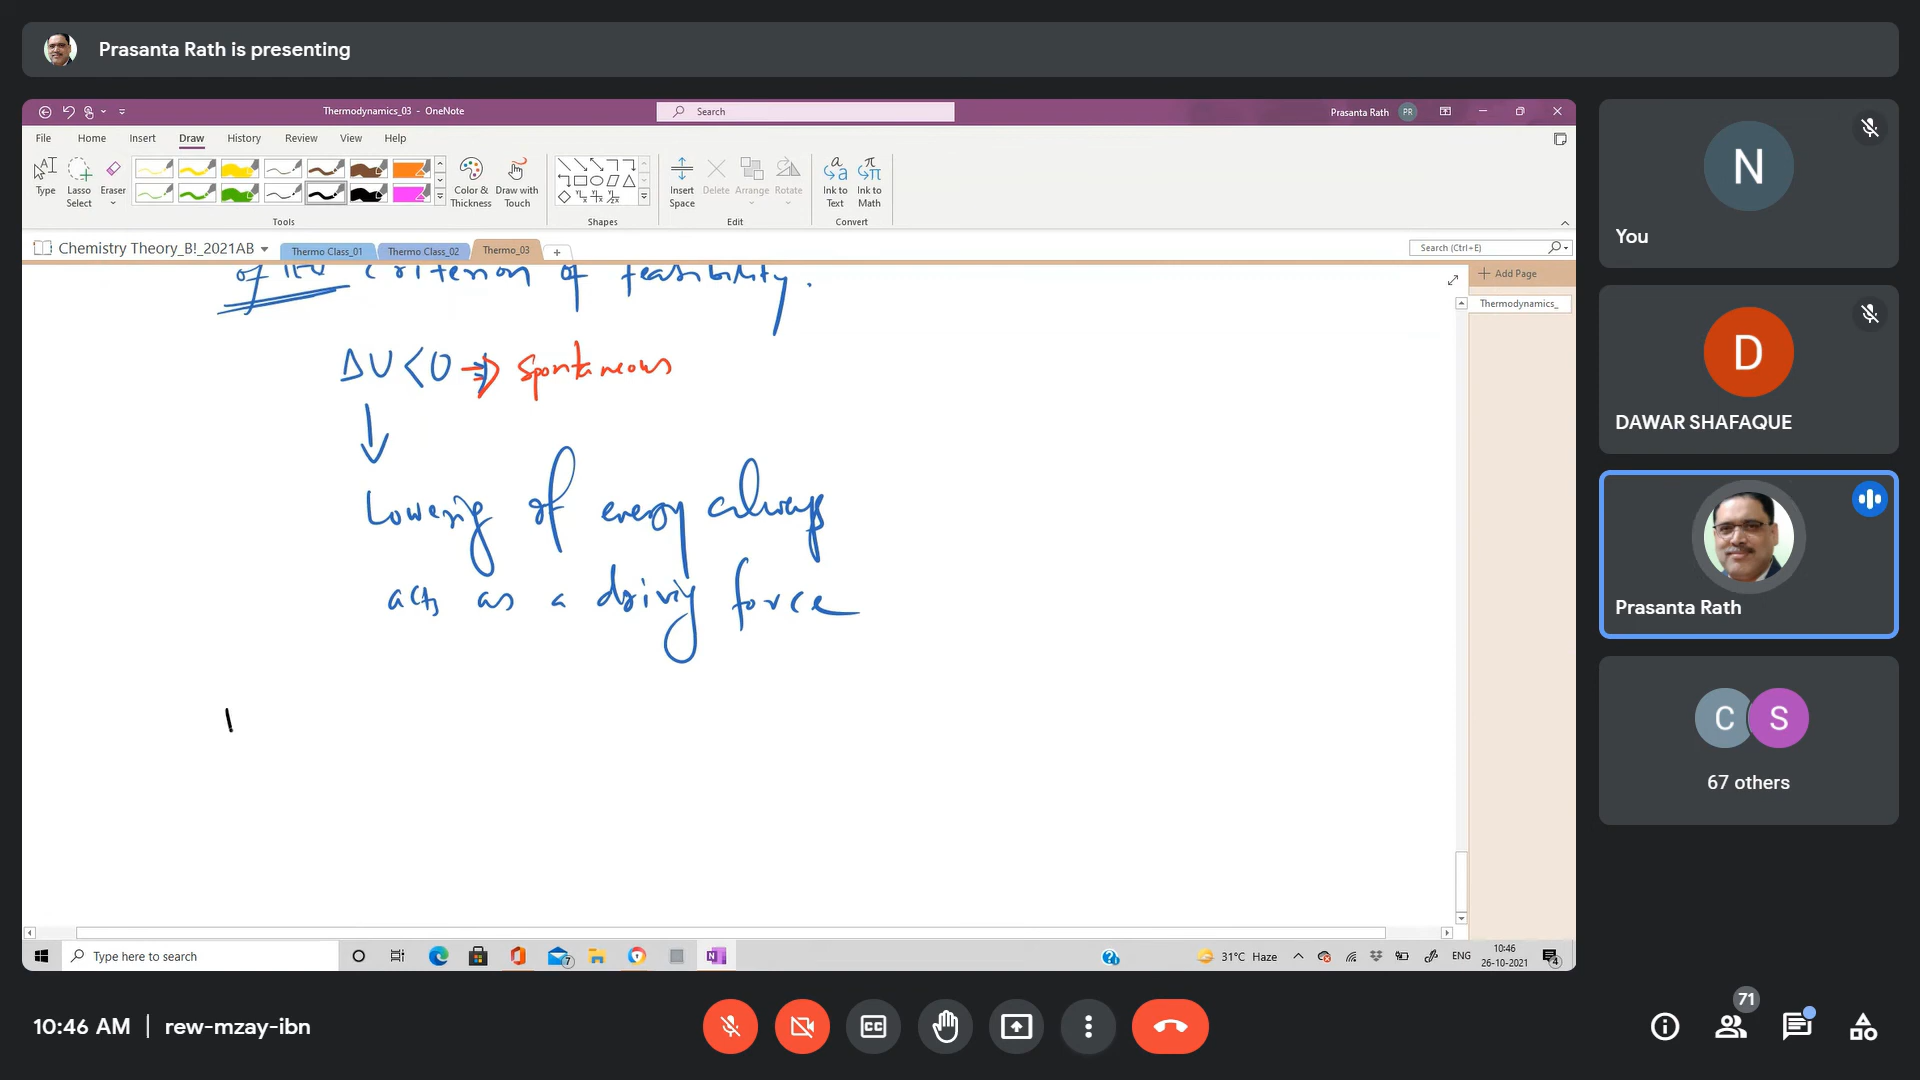 Prasanta Rath is presenting
Thermodynamics_03 - OneNote
Search
Prasanta Rath
PR
File Home Insert Draw History Review View Help
Type
Lasso Select
Eraser
Color & Thickness
Draw with Touch
Insert Space
Delete
Arrange
Rotate
Ink to Text
Ink to Math
Tools Shapes Edit Convert
Chemistry Theory_B!_2021AB
Thermo Class_01 Thermo Class_02 Thermo_03
Search (Ctrl+E)
Add Page
Thermodynamics_
criterion of feasibility.
ΔU<0 ⇒ Spontaneous
↓
Lowering of energy always
acts as a driving force
N
You
D
DAWAR SHAFAQUE
Prasanta Rath
C S
67 others
Type here to search
7
31°C Haze
ENG
10:46
26-10-2021
4
10:46 AM | rew-mzay-ibn
CC
71